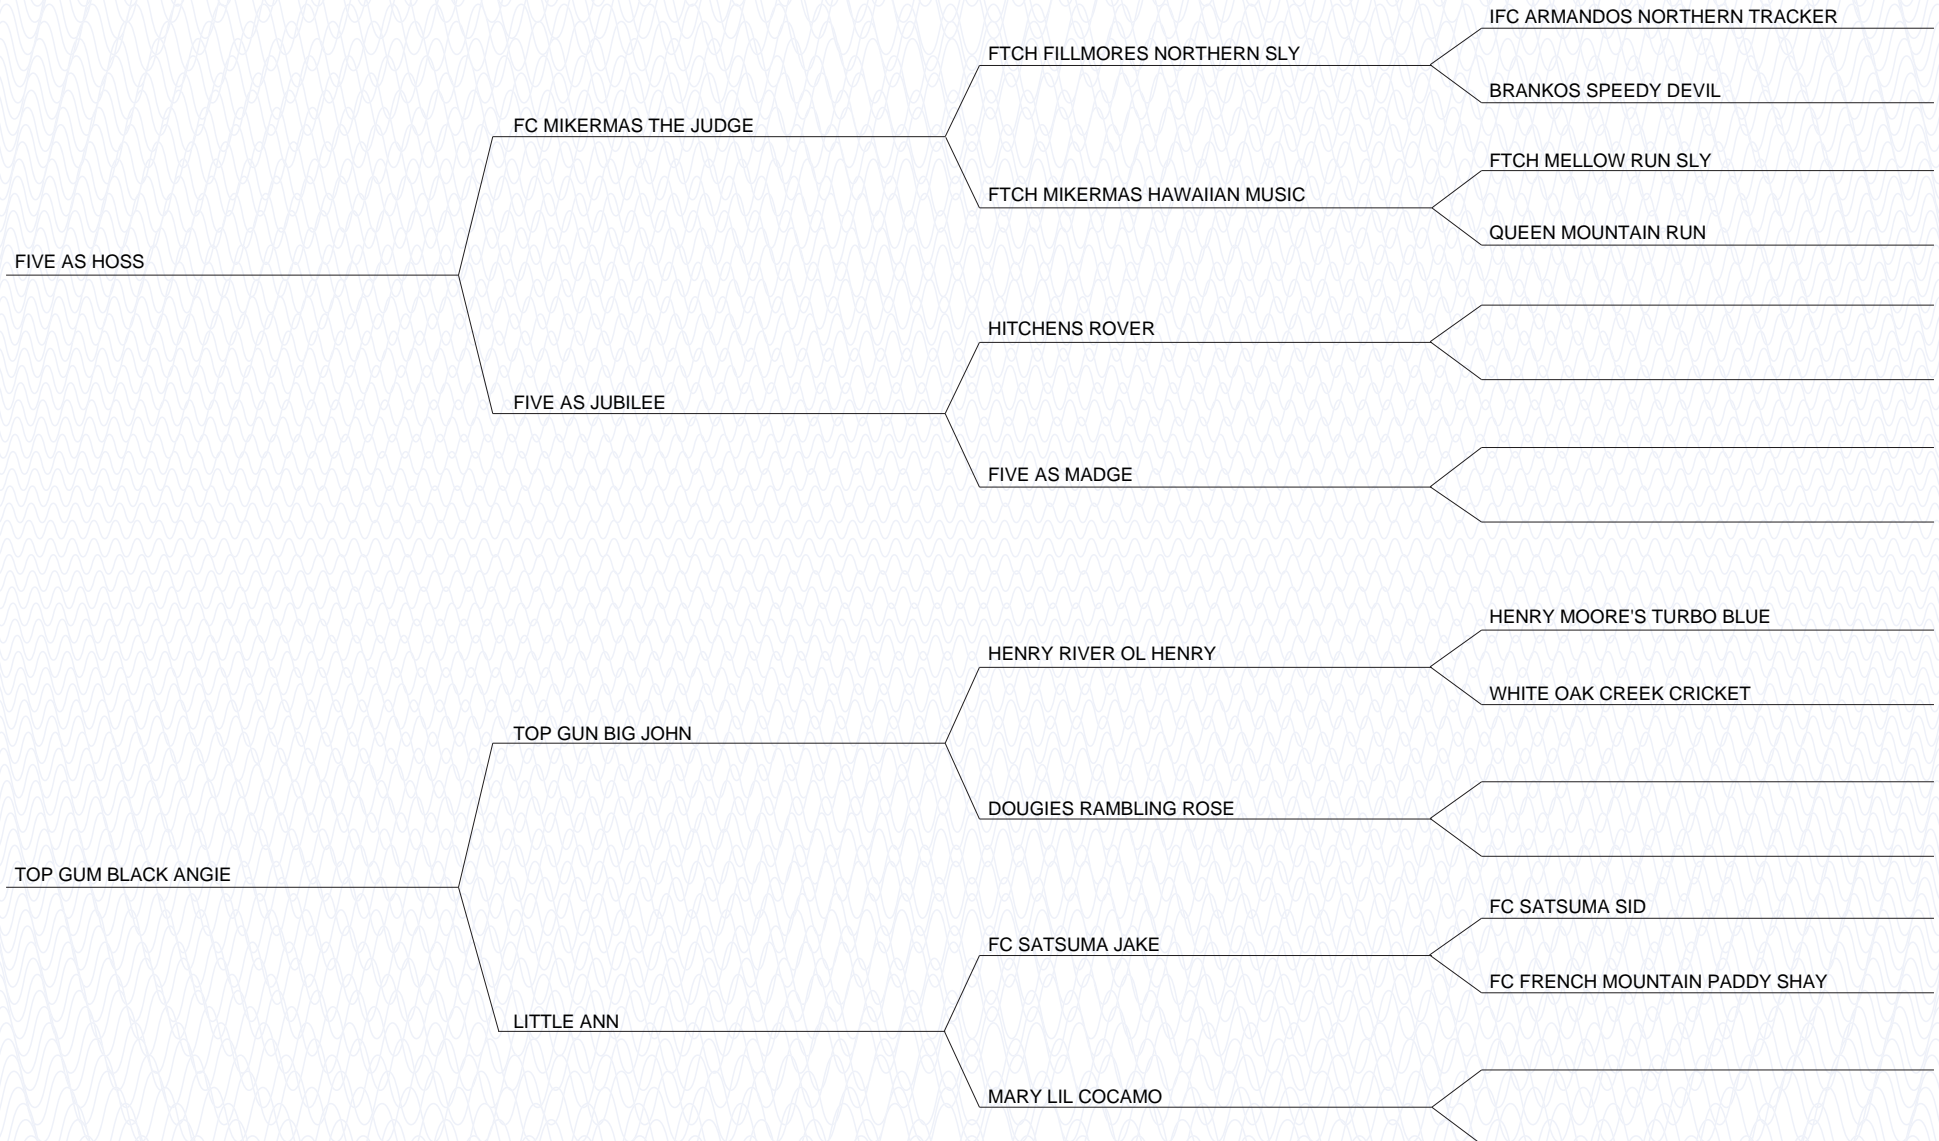 IFC ARMANDOS NORTHERN TRACKER
FTCH FILLMORES NORTHERN SLY
BRANKOS SPEEDY DEVIL
FC MIKERMAS THE JUDGE
FTCH MELLOW RUN SLY
FTCH MIKERMAS HAWAIIAN MUSIC
QUEEN MOUNTAIN RUN
FIVE AS HOSS
HITCHENS ROVER
FIVE AS JUBILEE
FIVE AS MADGE
HENRY MOORE'S TURBO BLUE
HENRY RIVER OL HENRY
WHITE OAK CREEK CRICKET
TOP GUN BIG JOHN
DOUGIES RAMBLING ROSE
TOP GUM BLACK ANGIE
FC SATSUMA SID
FC SATSUMA JAKE
FC FRENCH MOUNTAIN PADDY SHAY
LITTLE ANN
MARY LIL COCAMO